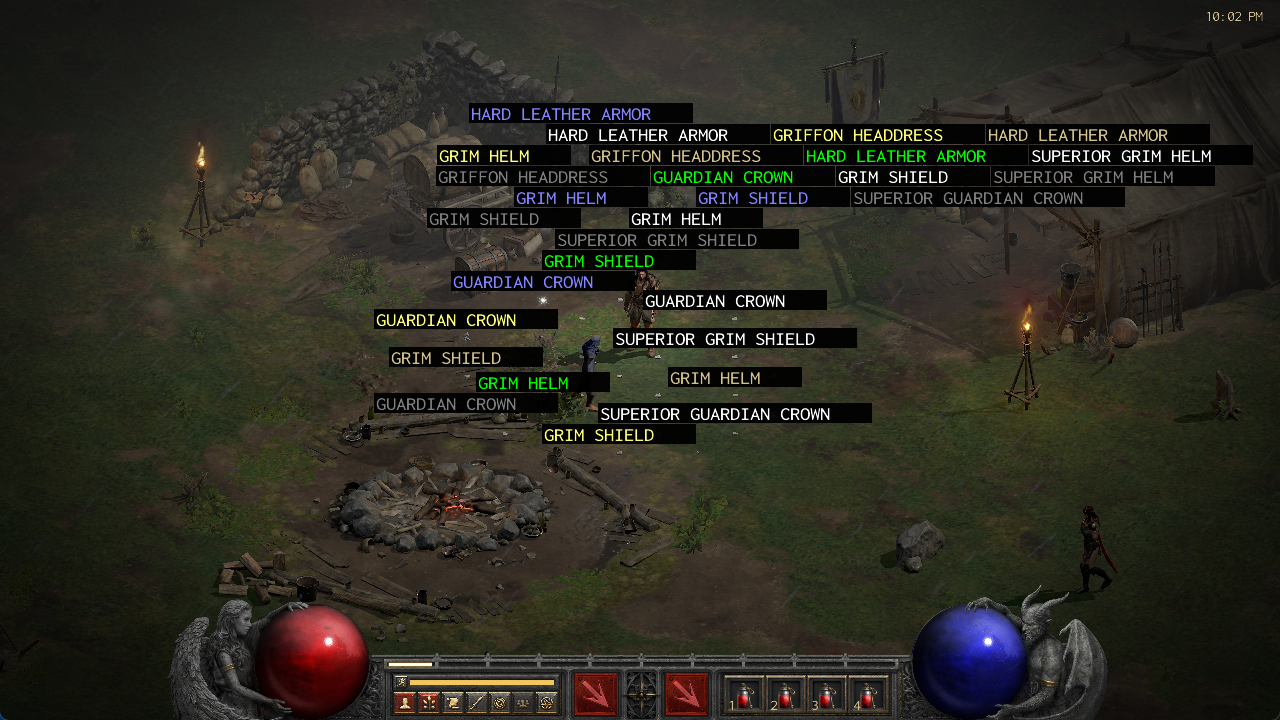 10:02 PM
HARD LEATHER ARMOR
HARD LEATHER ARMOR GRIFFON HEADDRESS HARD LEATHER ARMOR
GRIM HELM GRIFFON HEADDRESS HARD LEATHER ARMOR SUPERIOR GRIM HELM
GRIFFON HEADDRESS GUARDIAN CROWN GRIM SHIELD SUPERIOR GRIM HELM
GRIM HELM GRIM SHIELD SUPERIOR GUARDIAN CROWN
GRIM SHIELD GRIM HELM
SUPERIOR GRIM SHIELD
GRIM SHIELD
GUARDIAN CROWN
GUARDIAN CROWN
GUARDIAN CROWN
SUPERIOR GRIM SHIELD
GRIM SHIELD
GRIM HELM
GRIM HELM
GUARDIAN CROWN
SUPERIOR GUARDIAN CROWN
GRIM SHIELD
1 2 3 4